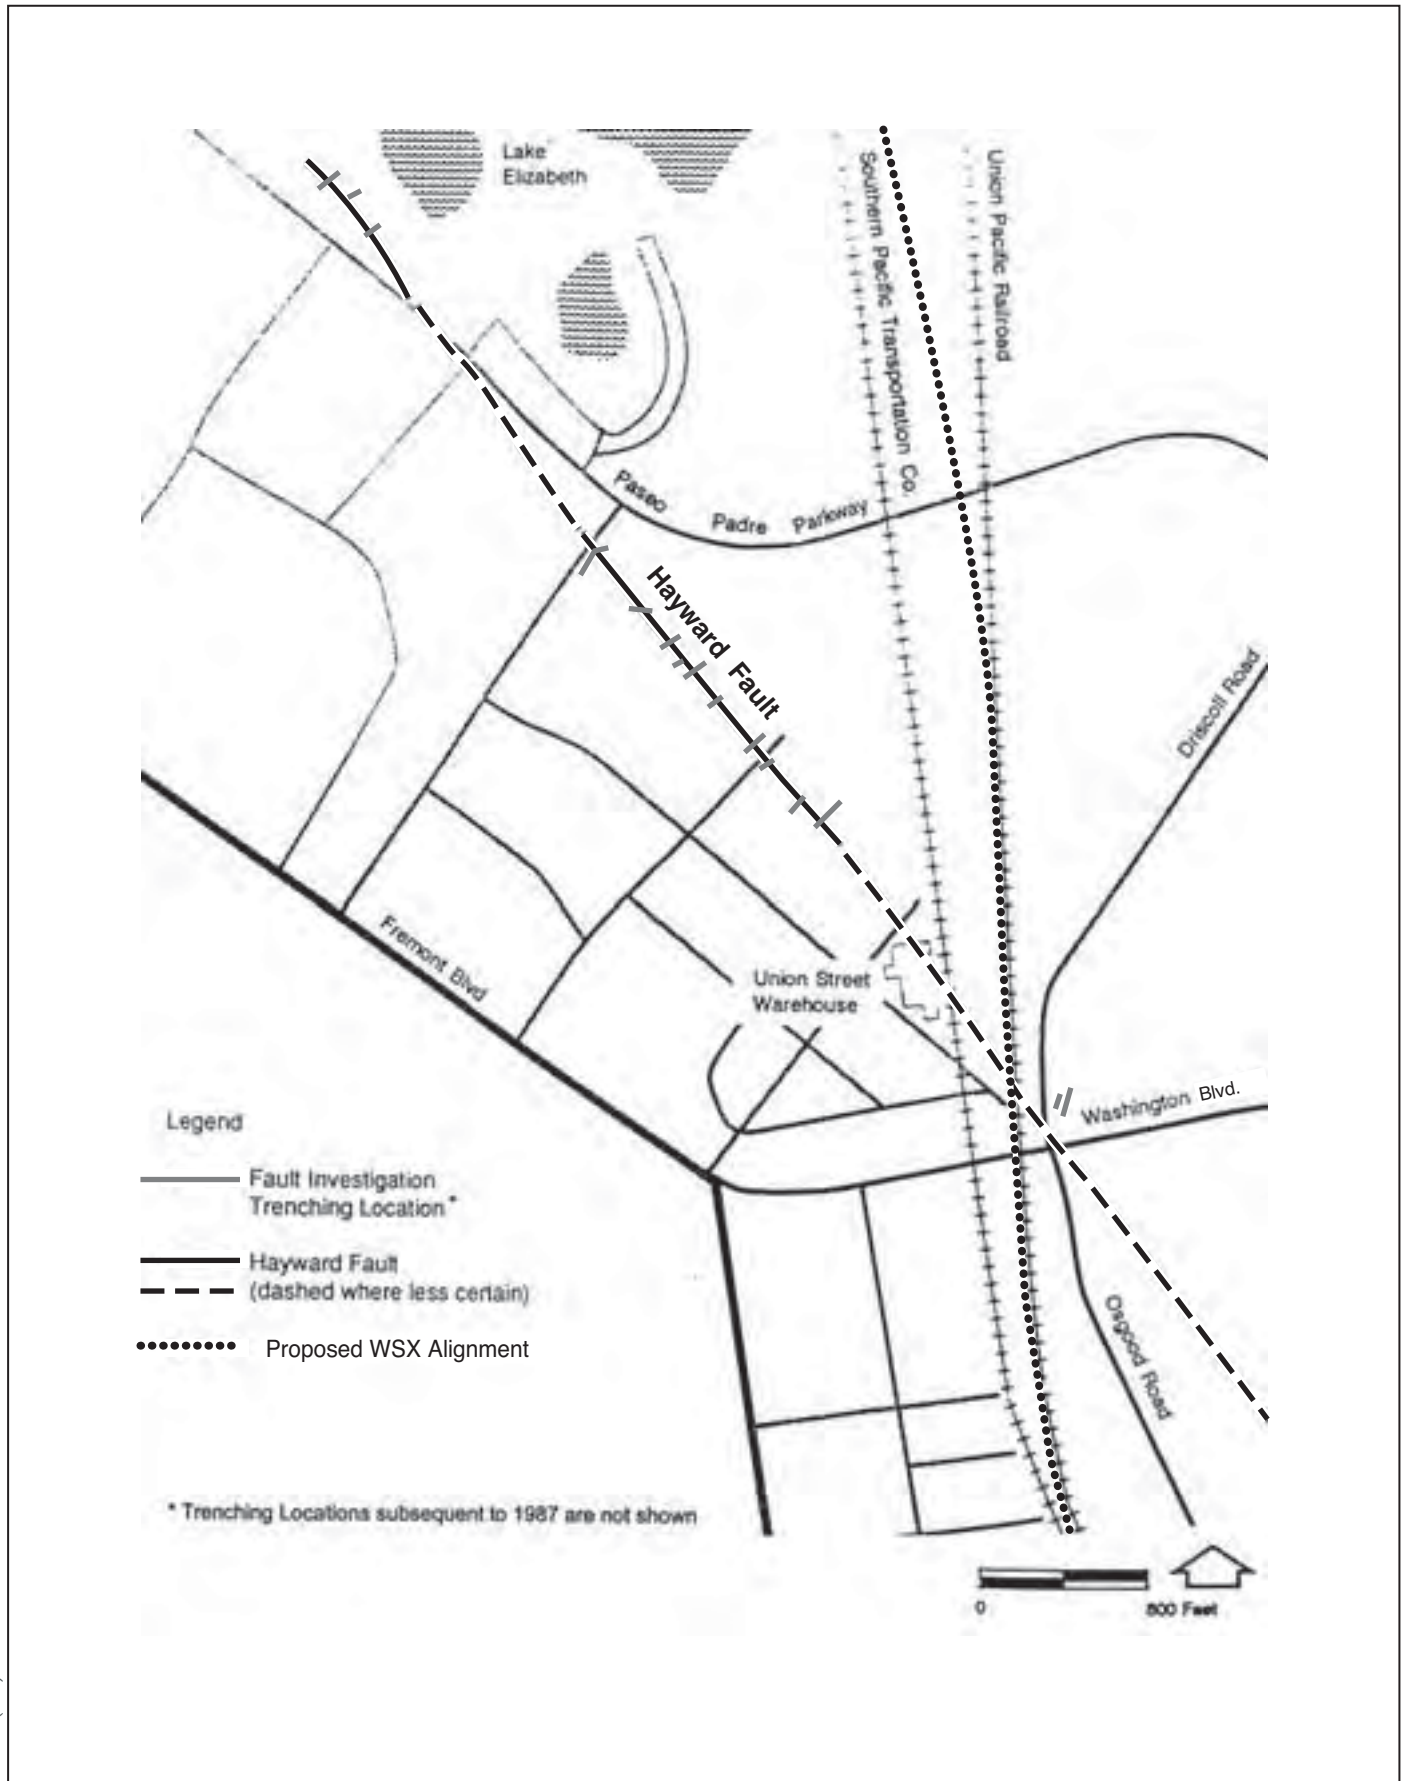 Lake
Elizabeth
Southern Pacific Transportation Co.
Union Pacific Railroad
Paseo Padre Parkway
Hayward Fault
Driscoll Road
Fremont Blvd
Union Street
Warehouse
Washington Blvd.
Osgood Road
Legend
Fault Investigation
Trenching Location*
Hayward Fault
(dashed where less certain)
Proposed WSX Alignment
* Trenching Locations subsequent to 1987 are not shown
0 800 Feet